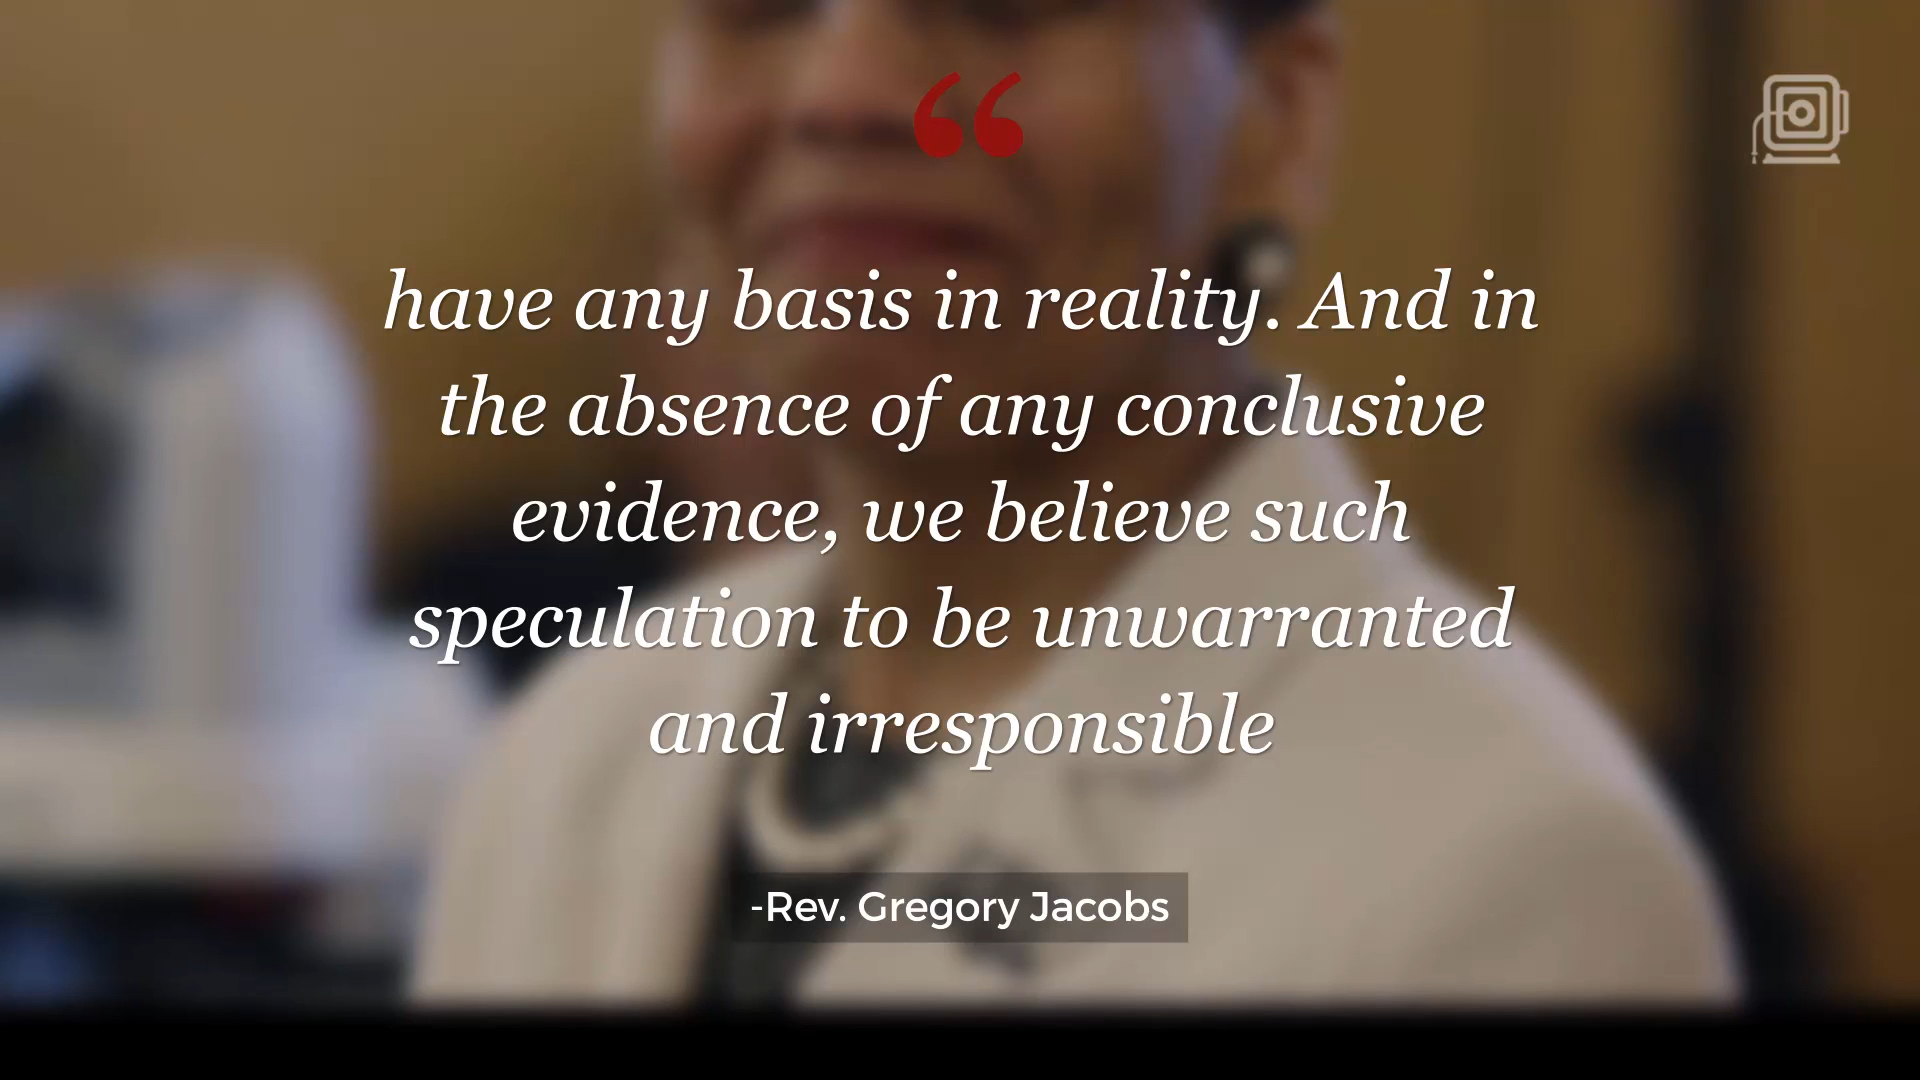 “
have any basis in reality. And in
the absence of any conclusive
evidence, we believe such
speculation to be unwarranted
and irresponsible
-Rev. Gregory Jacobs